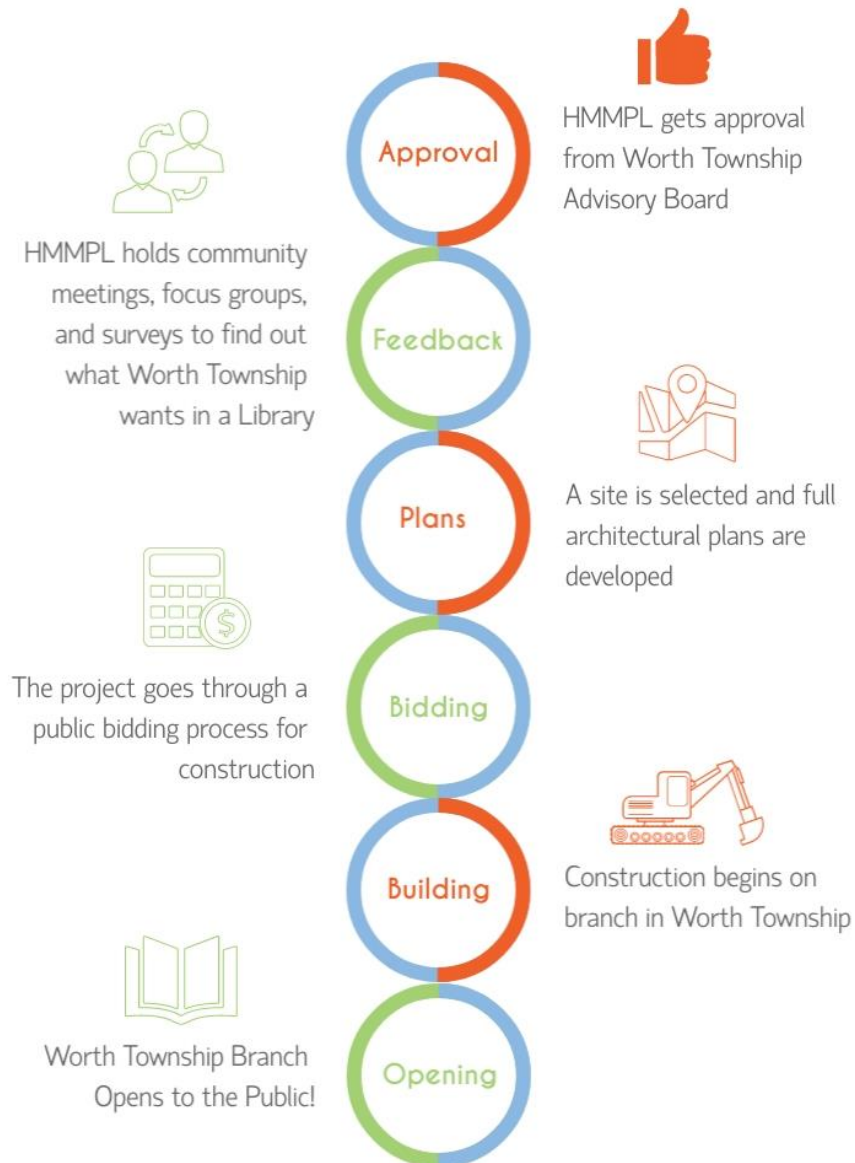 Approval
HMMPL gets approval
from Worth Township
Advisory Board
Feedback
HMMPL holds community
meetings, focus groups,
and surveys to find out
what Worth Township
wants in a Library
Plans
A site is selected and full
architectural plans are
developed
Bidding
$
The project goes through a
public bidding process for
construction
Building
Construction begins on
branch in Worth Township
Opening
Worth Township Branch
Opens to the Public!